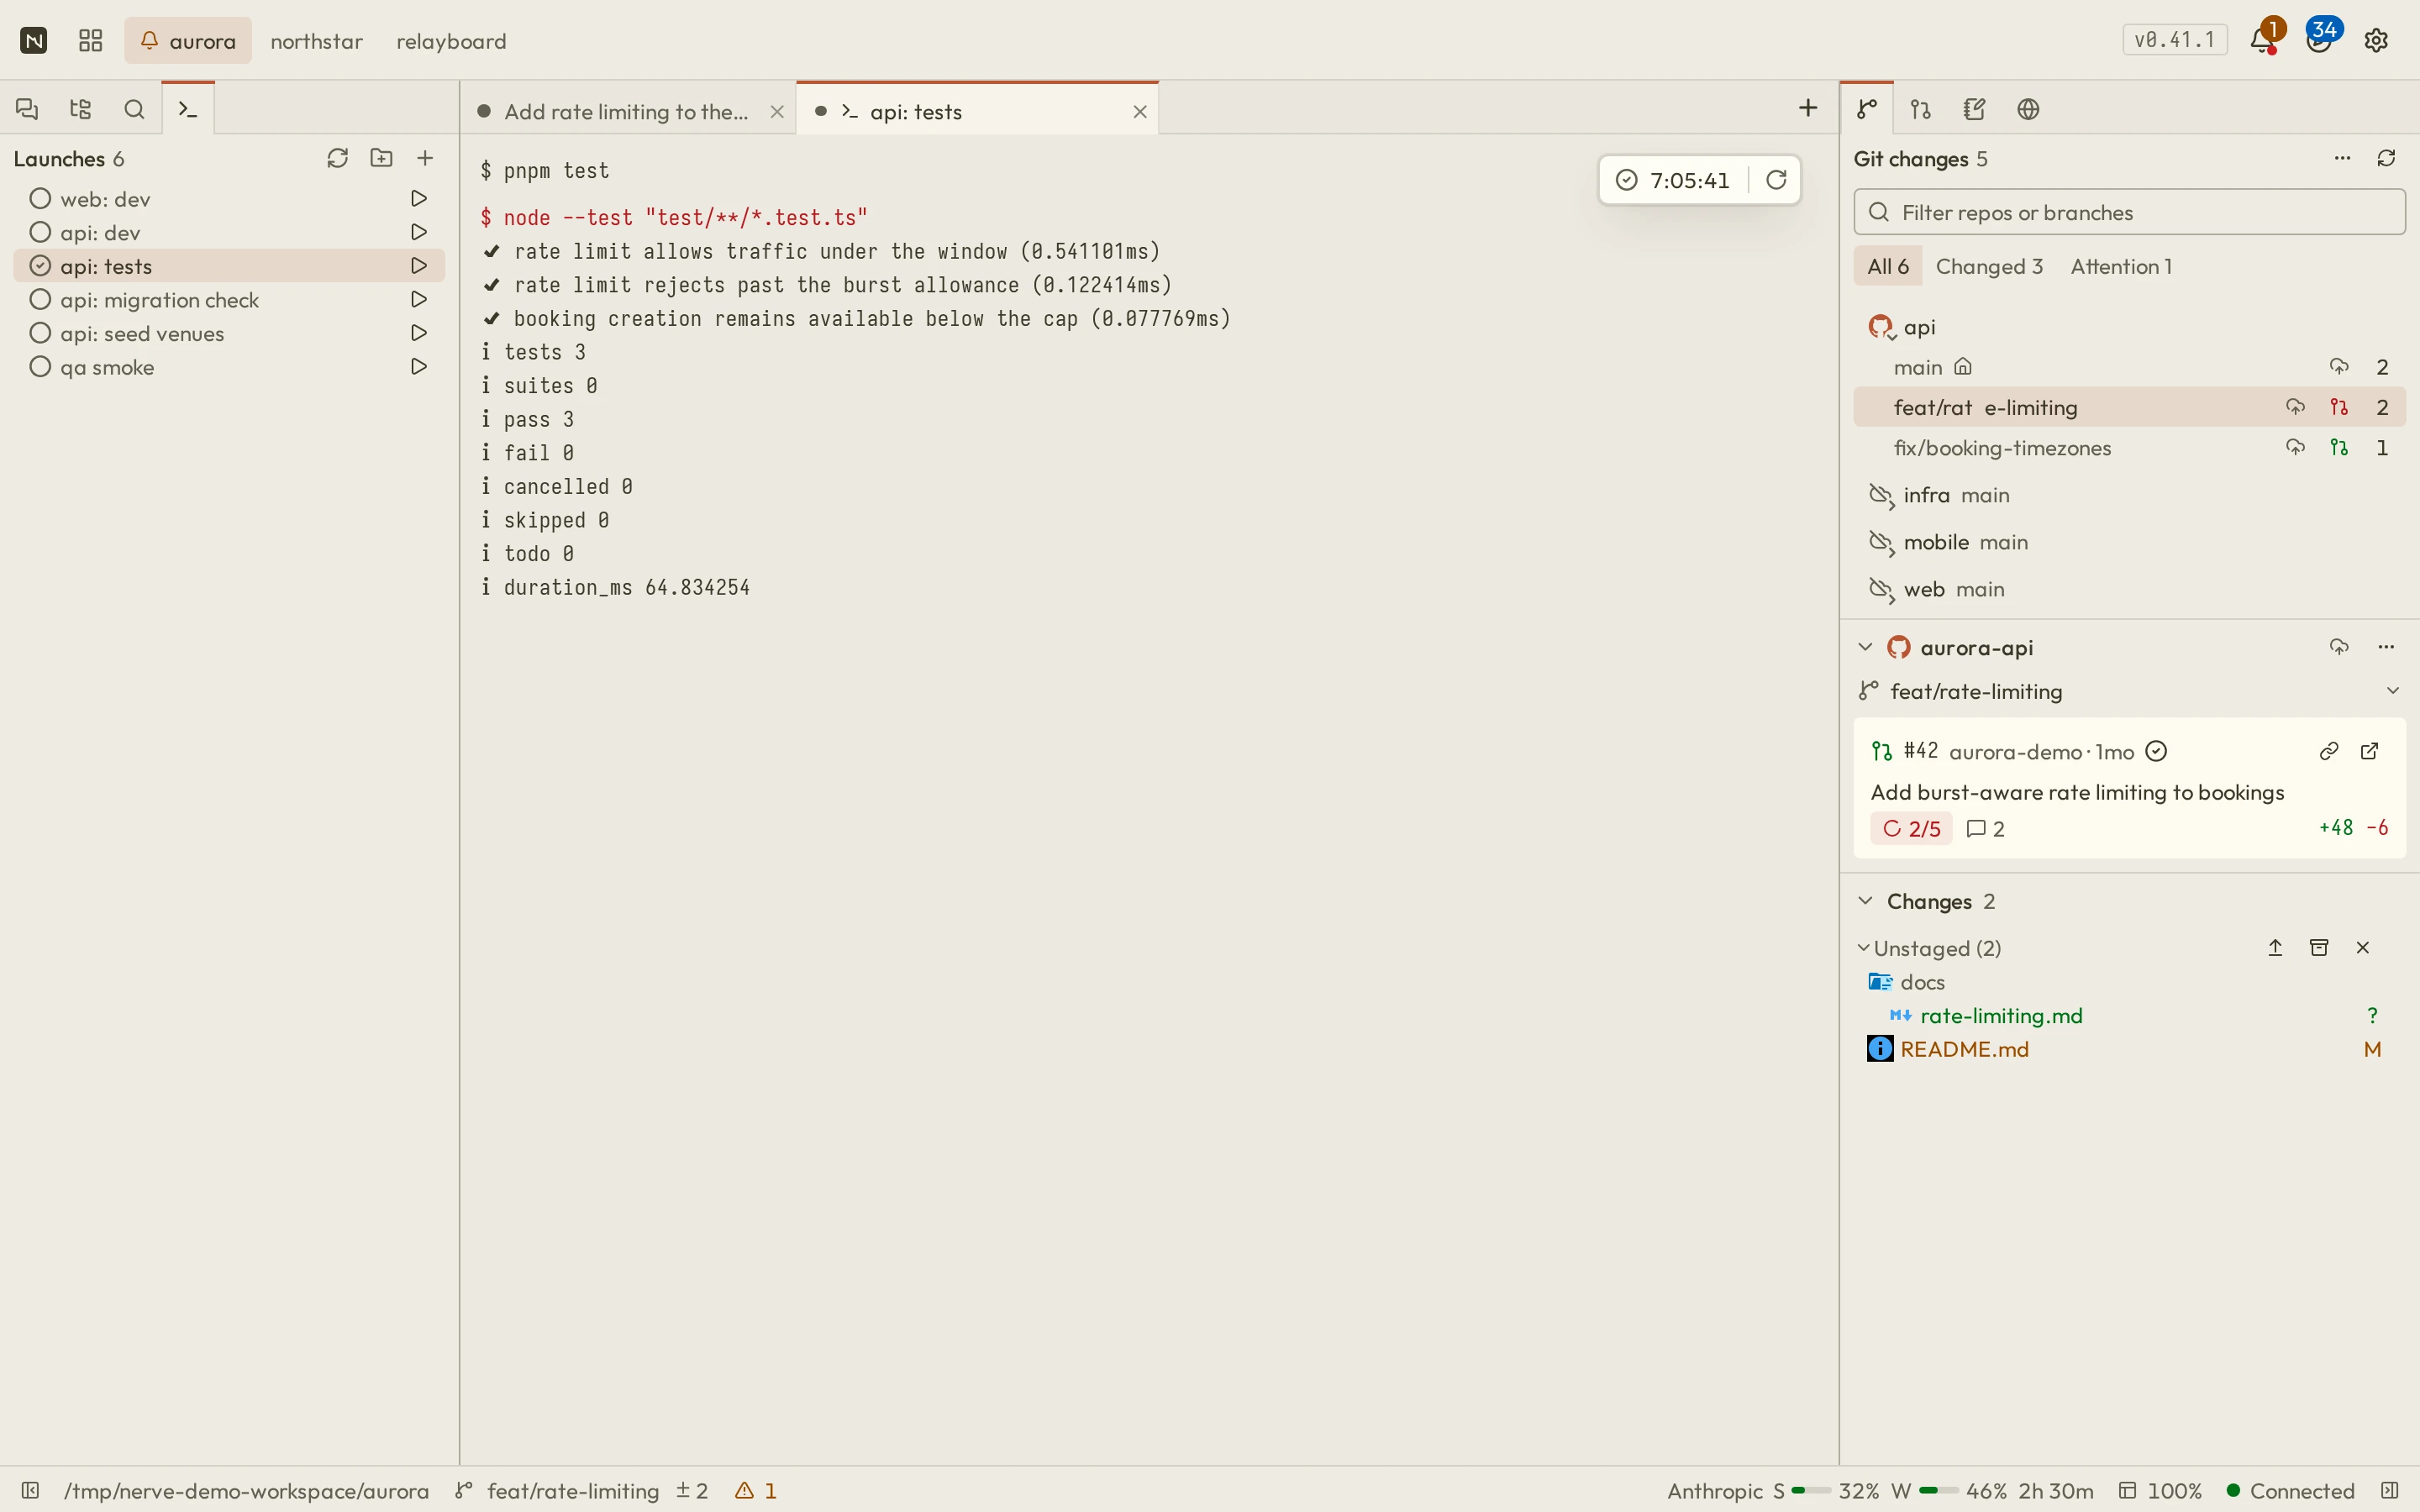 aurora northstar relayboard v0.41.1 1 34
Launches 6
web: dev
api: dev
api: tests
api: migration check
api: seed venues
qa smoke
Add rate limiting to the... >_ api: tests
$ pnpm test
7:05:41
$ node --test "test/**/*.test.ts"
✔ rate limit allows traffic under the window (0.541101ms)
✔ rate limit rejects past the burst allowance (0.122414ms)
✔ booking creation remains available below the cap (0.077769ms)
i tests 3
i suites 0
i pass 3
i fail 0
i cancelled 0
i skipped 0
i todo 0
i duration_ms 64.834254
Git changes 5
Filter repos or branches
All 6 Changed 3 Attention 1
api
main 2
feat/rat e-limiting 2
fix/booking-timezones 1
infra main
mobile main
web main
aurora-api
feat/rate-limiting
#42 aurora-demo · 1mo
Add burst-aware rate limiting to bookings
2/5 2 +48 -6
Changes 2
Unstaged (2)
docs
rate-limiting.md ?
README.md M
/tmp/nerve-demo-workspace/aurora feat/rate-limiting ±2 1 Anthropic S 32% W 46% 2h 30m 100% Connected